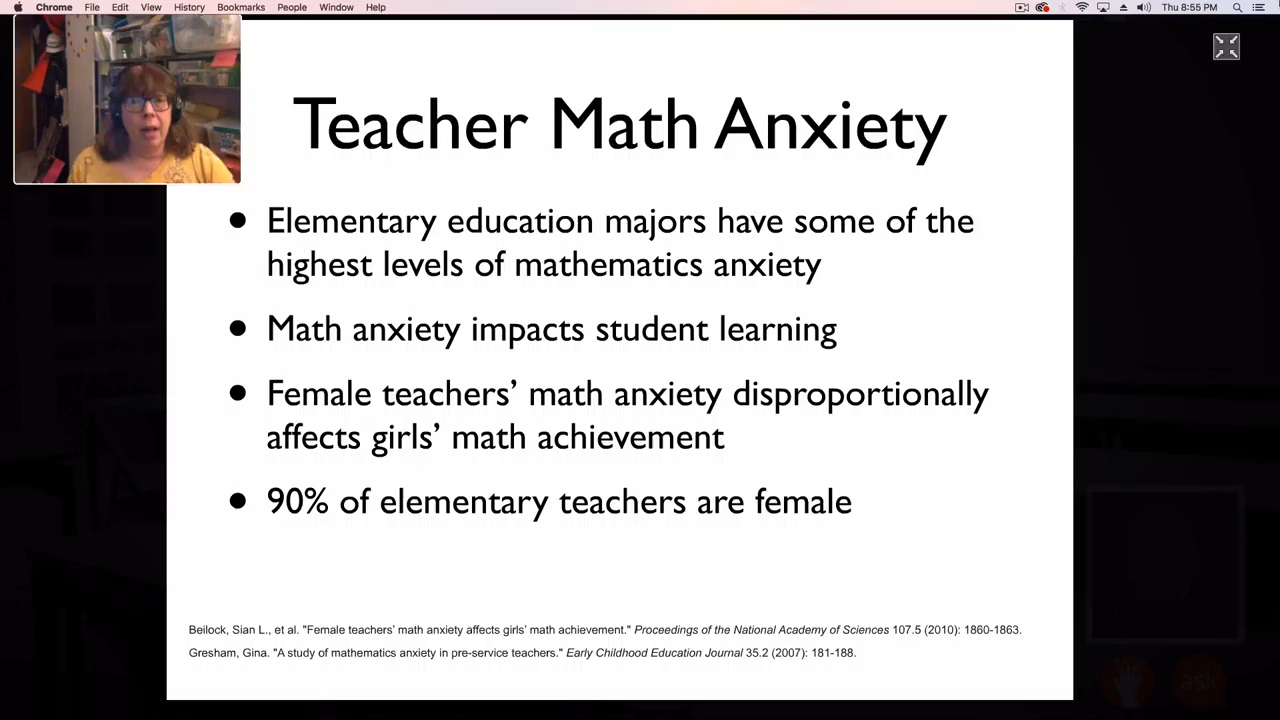 Chrome File Edit View History Bookmarks People Window Help Thu 8:55 PM
Teacher Math Anxiety
• Elementary education majors have some of the
highest levels of mathematics anxiety
• Math anxiety impacts student learning
• Female teachers’ math anxiety disproportionally
affects girls’ math achievement
• 90% of elementary teachers are female
Beilock, Sian L., et al. "Female teachers’ math anxiety affects girls’ math achievement." Proceedings of the National Academy of Sciences 107.5 (2010): 1860-1863.
Gresham, Gina. "A study of mathematics anxiety in pre-service teachers." Early Childhood Education Journal 35.2 (2007): 181-188.
ask